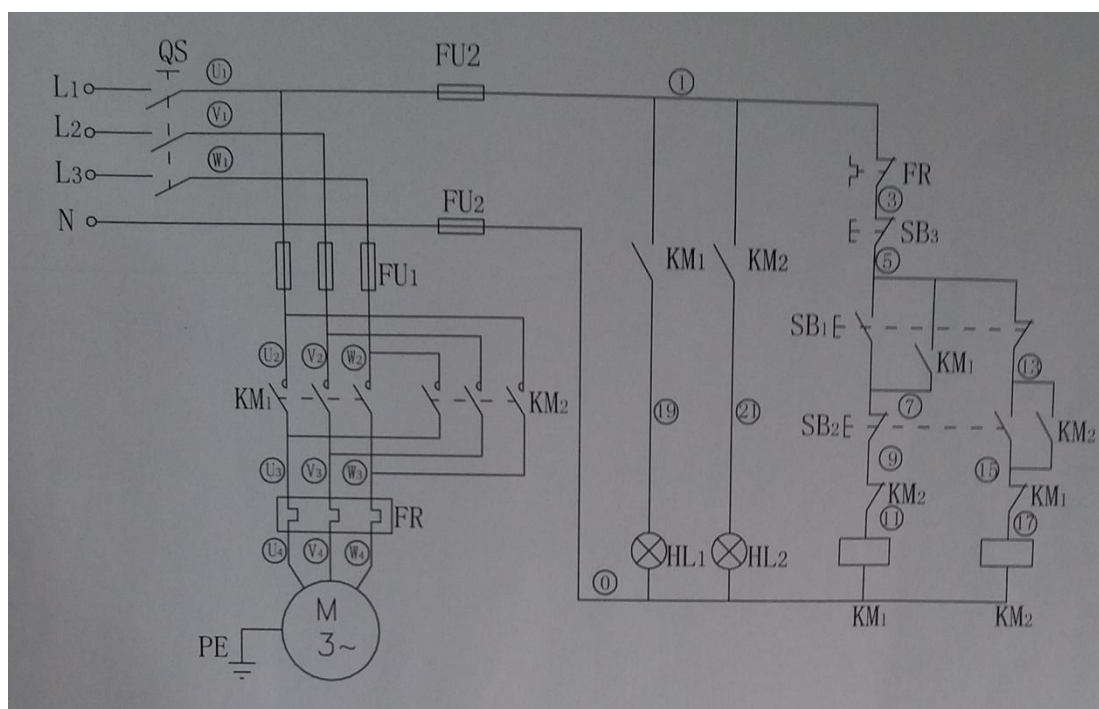 QS
U1
FU2
1
L1
V1
L2
W1
L3
FR
3
N
FU2
SB3
5
FU1
KM1
KM2
SB1
KM1
13
U2
V2
W2
KM1
KM2
19
21
7
SB2
KM2
U3
V3
W3
9
15
KM2
KM1
FR
11
17
U4
V4
W4
HL1
HL2
0
M
3~
KM1
KM2
PE